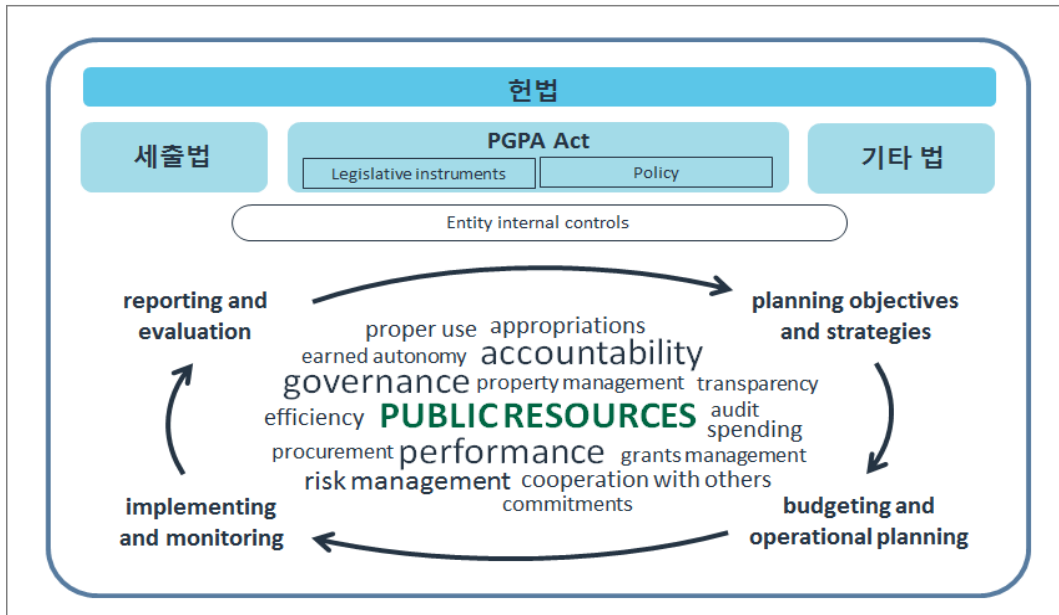 헌법
세출법
PGPA Act
Legislative instruments
Policy
기타 법
Entity internal controls
reporting and
evaluation
planning objectives
and strategies
proper use appropriations
earned autonomy accountability
governance property management transparency
efficiency PUBLIC RESOURCES audit
spending
procurement performance grants management
risk management cooperation with others
commitments
implementing
and monitoring
budgeting and
operational planning